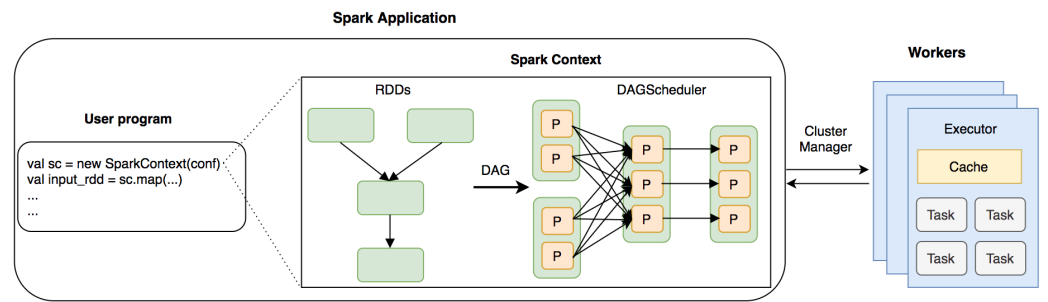 Spark Application
Spark Context
Workers
User program
val sc = new SparkContext(conf)
val input_rdd = sc.map(...)
...
...
RDDs
DAG
DAGScheduler
P
P
P
P
P
P
P
P
P
P
Cluster
Manager
Executor
Cache
Task
Task
Task
Task